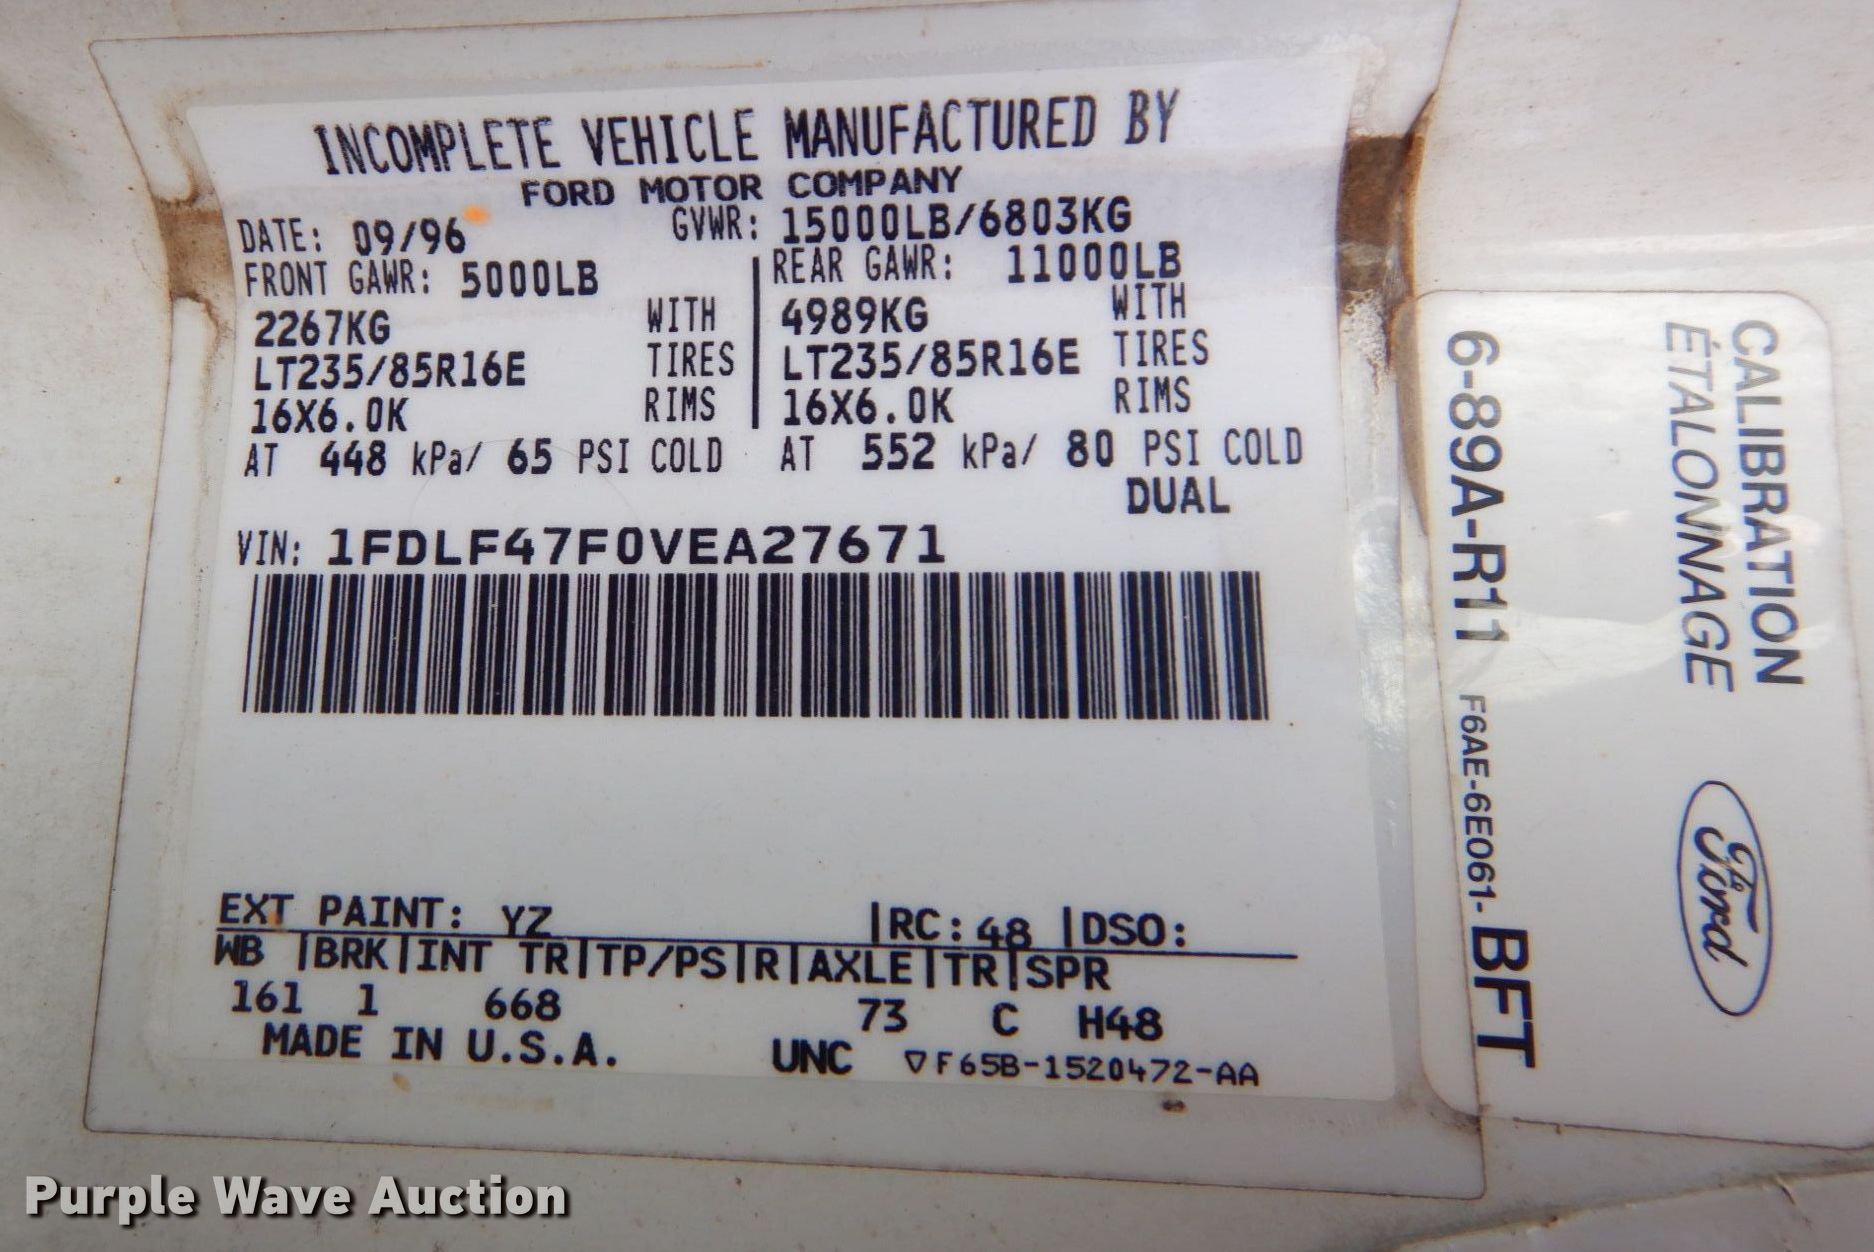 INCOMPLETE VEHICLE MANUFACTURED BY
FORD MOTOR COMPANY
DATE: 09/96 GVWR: 15000LB/6803KG
FRONT GAWR: 5000LB REAR GAWR: 11000LB
2267KG WITH 4989KG WITH
LT235/85R16E TIRES LT235/85R16E TIRES
16X6.0K RIMS 16X6.0K RIMS
AT 448 kPa/ 65 PSI COLD AT 552 kPa/ 80 PSI COLD
DUAL
VIN: 1FDLF47F0VEA27671
EXT PAINT: YZ |RC: 48 |DSO:
WB |BRK|INT TR|TP/PS|R|AXLE|TR|SPR
161 1 668 73 C H48
MADE IN U.S.A. UNC ▽F65B-1520472-AA
CALIBRATION
ÉTALONNAGE
6-89A-R11 F6AE-6E061-BFT
Ford
Purple Wave Auction